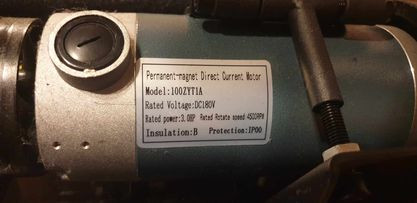 Permanent-magnet Direct Current Motor
Model:100ZYT1A
Rated Voltage:DC180V
Rated power:3.0HP Rated Rotate speed 4500RPM
Insulation:B Protection:IP00